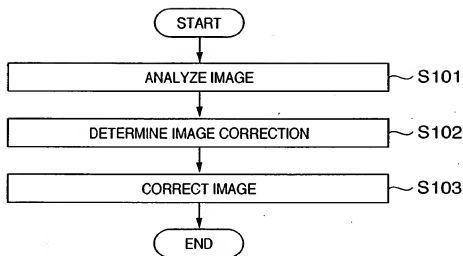 START
ANALYZE IMAGE S101
DETERMINE IMAGE CORRECTION S102
CORRECT IMAGE S103
END